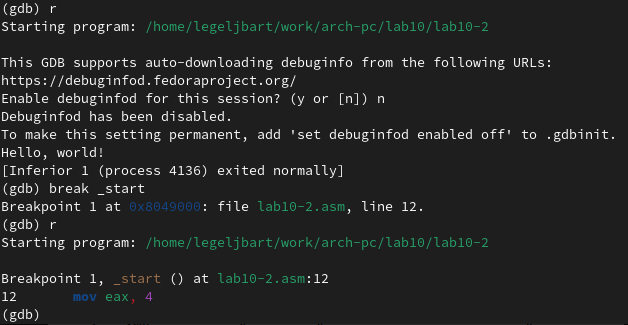 (gdb) r
Starting program: /home/legeljbart/work/arch-pc/lab10/lab10-2
This GDB supports auto-downloading debuginfo from the following URLs:
https://debuginfod.fedoraproject.org/
Enable debuginfod for this session? (y or [n]) n
Debuginfod has been disabled.
To make this setting permanent, add 'set debuginfod enabled off' to .gdbinit.
Hello, world!
[Inferior 1 (process 4136) exited normally]
(gdb) break _start
Breakpoint 1 at 0x8049000: file lab10-2.asm, line 12.
(gdb) r
Starting program: /home/legeljbart/work/arch-pc/lab10/lab10-2
Breakpoint 1, _start () at lab10-2.asm:12
12 mov eax, 4
(gdb)